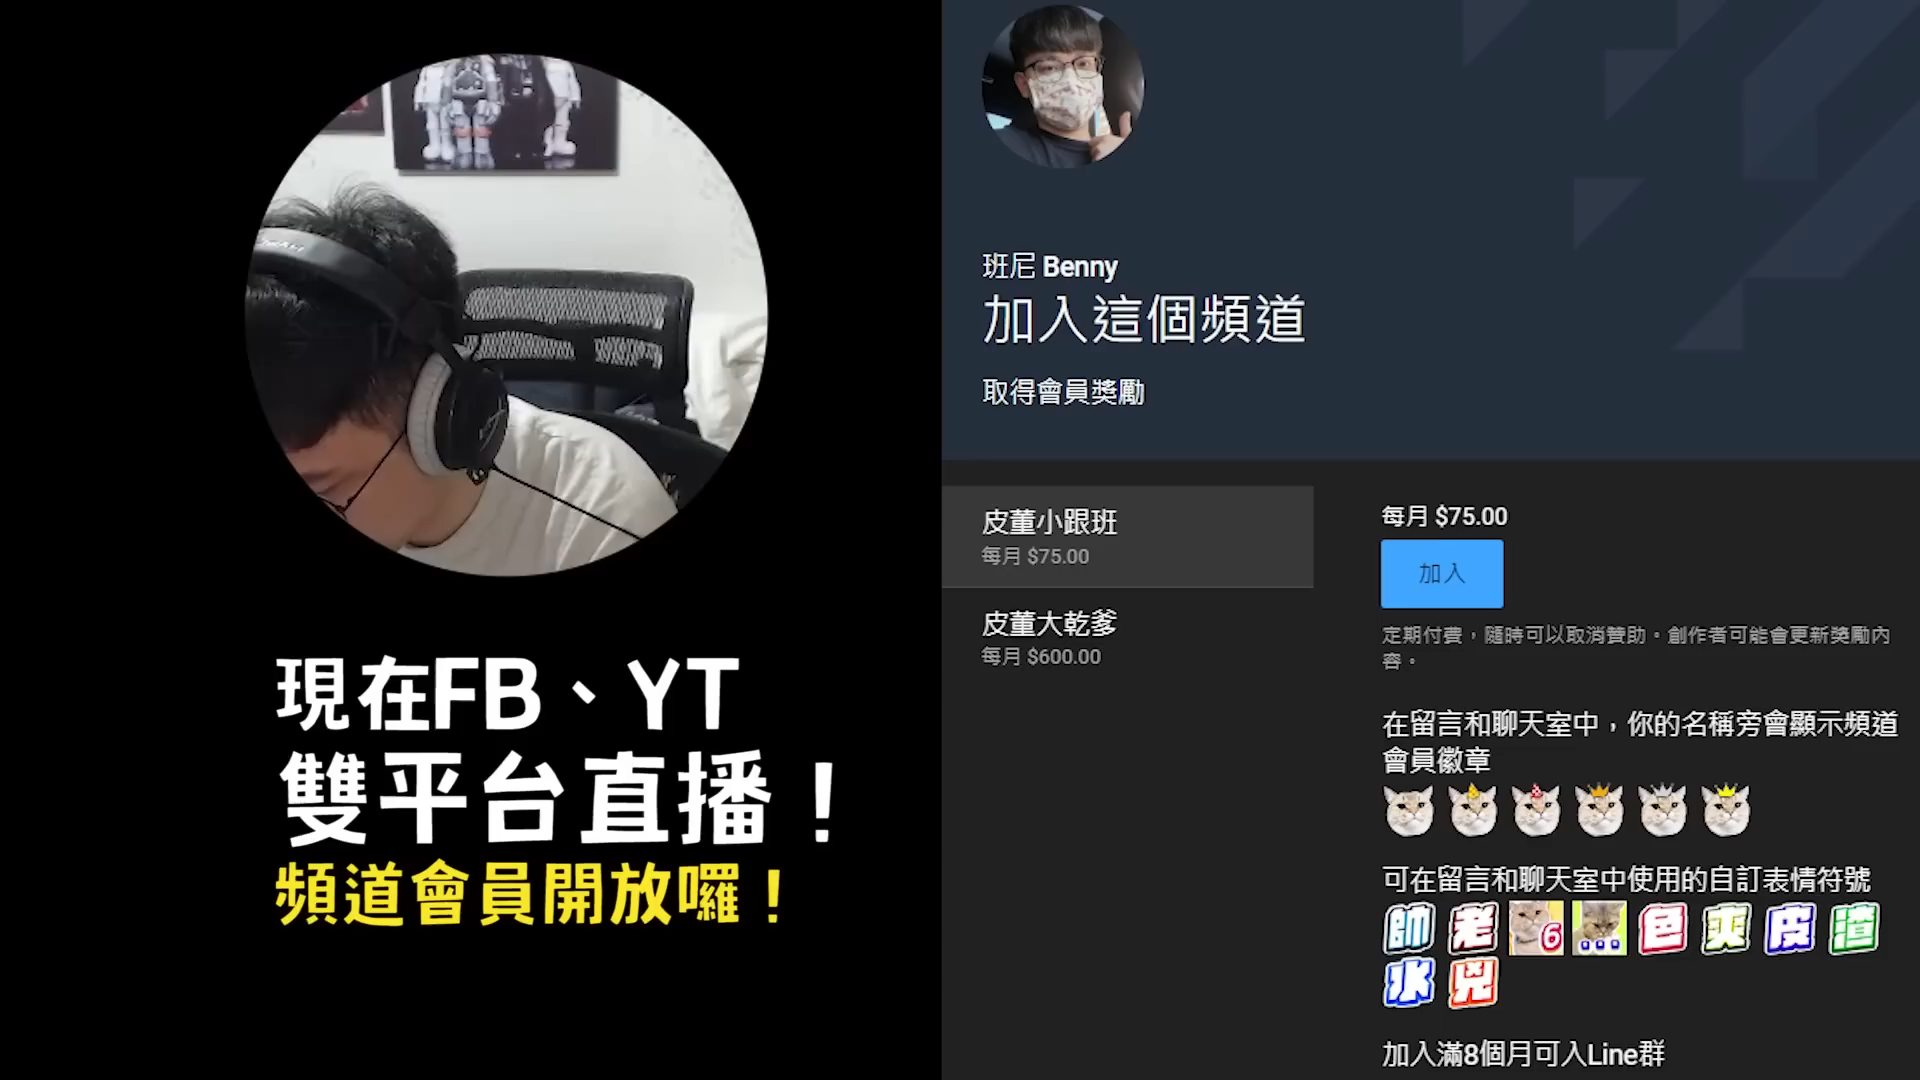 現在FB、YT
雙平台直播！
頻道會員開放囉！
班尼 Benny
加入這個頻道
取得會員獎勵
皮董小跟班
每月 $75.00
皮董大乾爹
每月 $600.00
每月 $75.00
加入
定期付費，隨時可以取消贊助。創作者可能會更新獎勵內
容。
在留言和聊天室中，你的名稱旁會顯示頻道
會員徽章
可在留言和聊天室中使用的自訂表情符號
帥 老 6 ... 色 爽 皮 渣
水 兇
加入滿8個月可入Line群